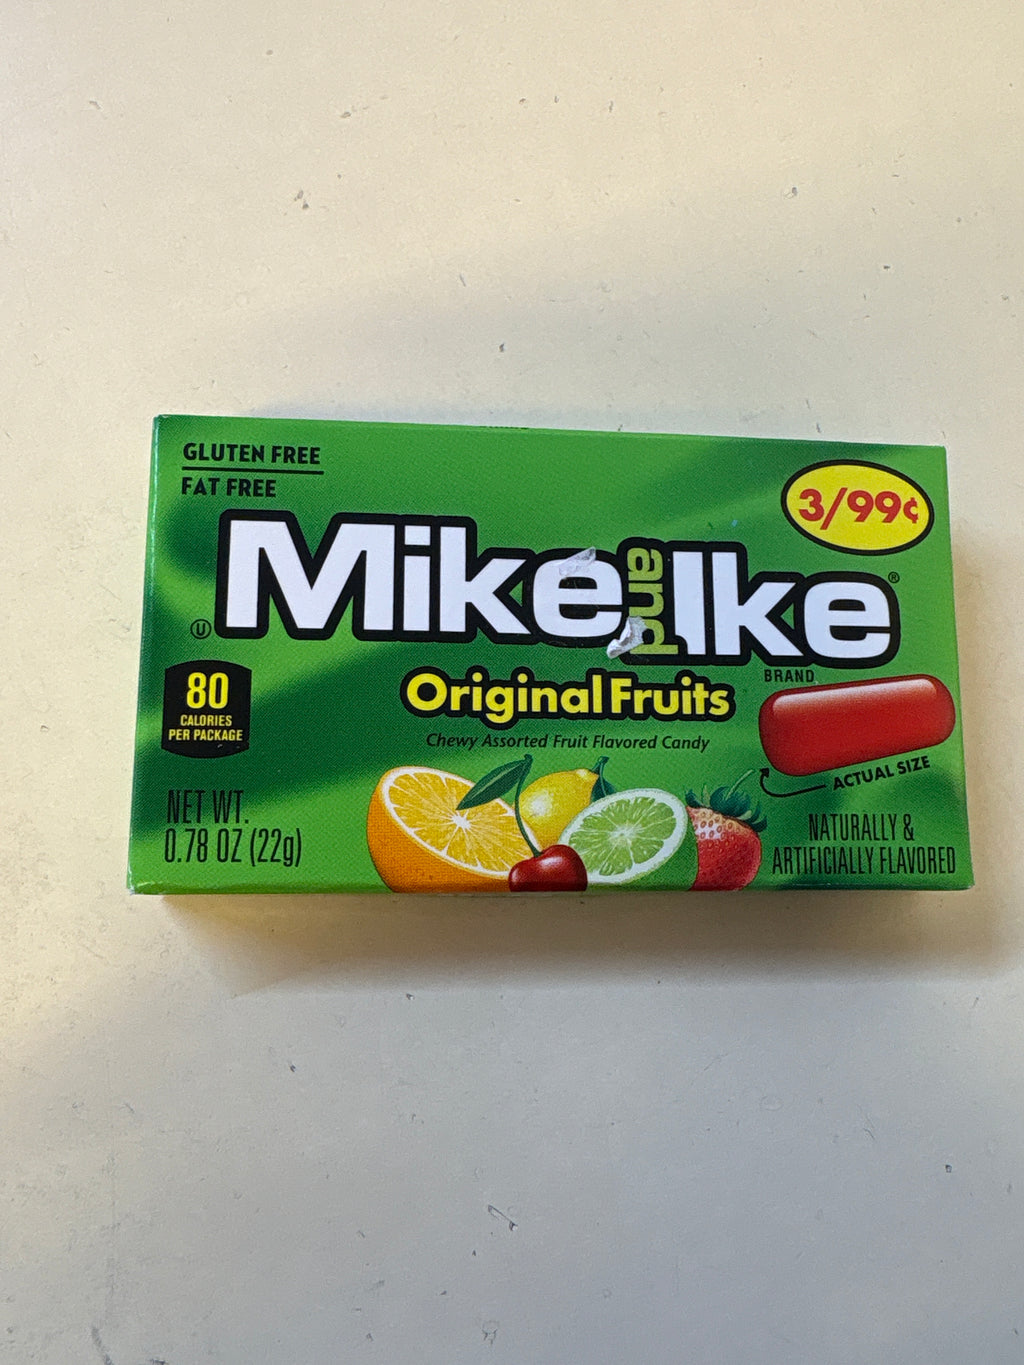 GLUTEN FREE
FAT FREE
3/99¢
Mike and Ike®
BRAND
Ⓤ
80
CALORIES
PER PACKAGE
Original Fruits
Chewy Assorted Fruit Flavored Candy
ACTUAL SIZE
NET WT.
0.78 OZ (22g)
NATURALLY &
ARTIFICIALLY FLAVORED